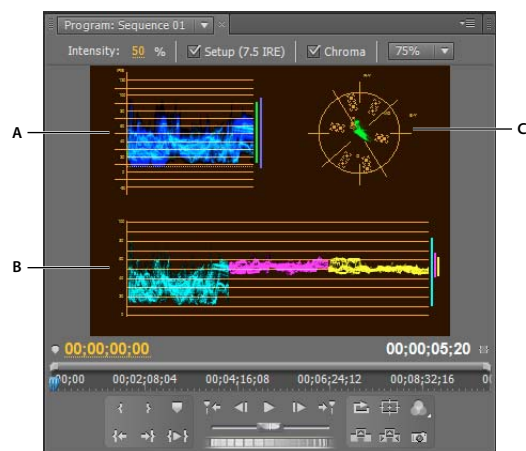 Program: Sequence 01
Intensity: 50 % Setup (7.5 IRE) Chroma 75%
A
C
B
00;00;00;00 00;00;05;20
00;00 00;02;08;04 00;04;16;08 00;06;24;12 00;08;32;16 00